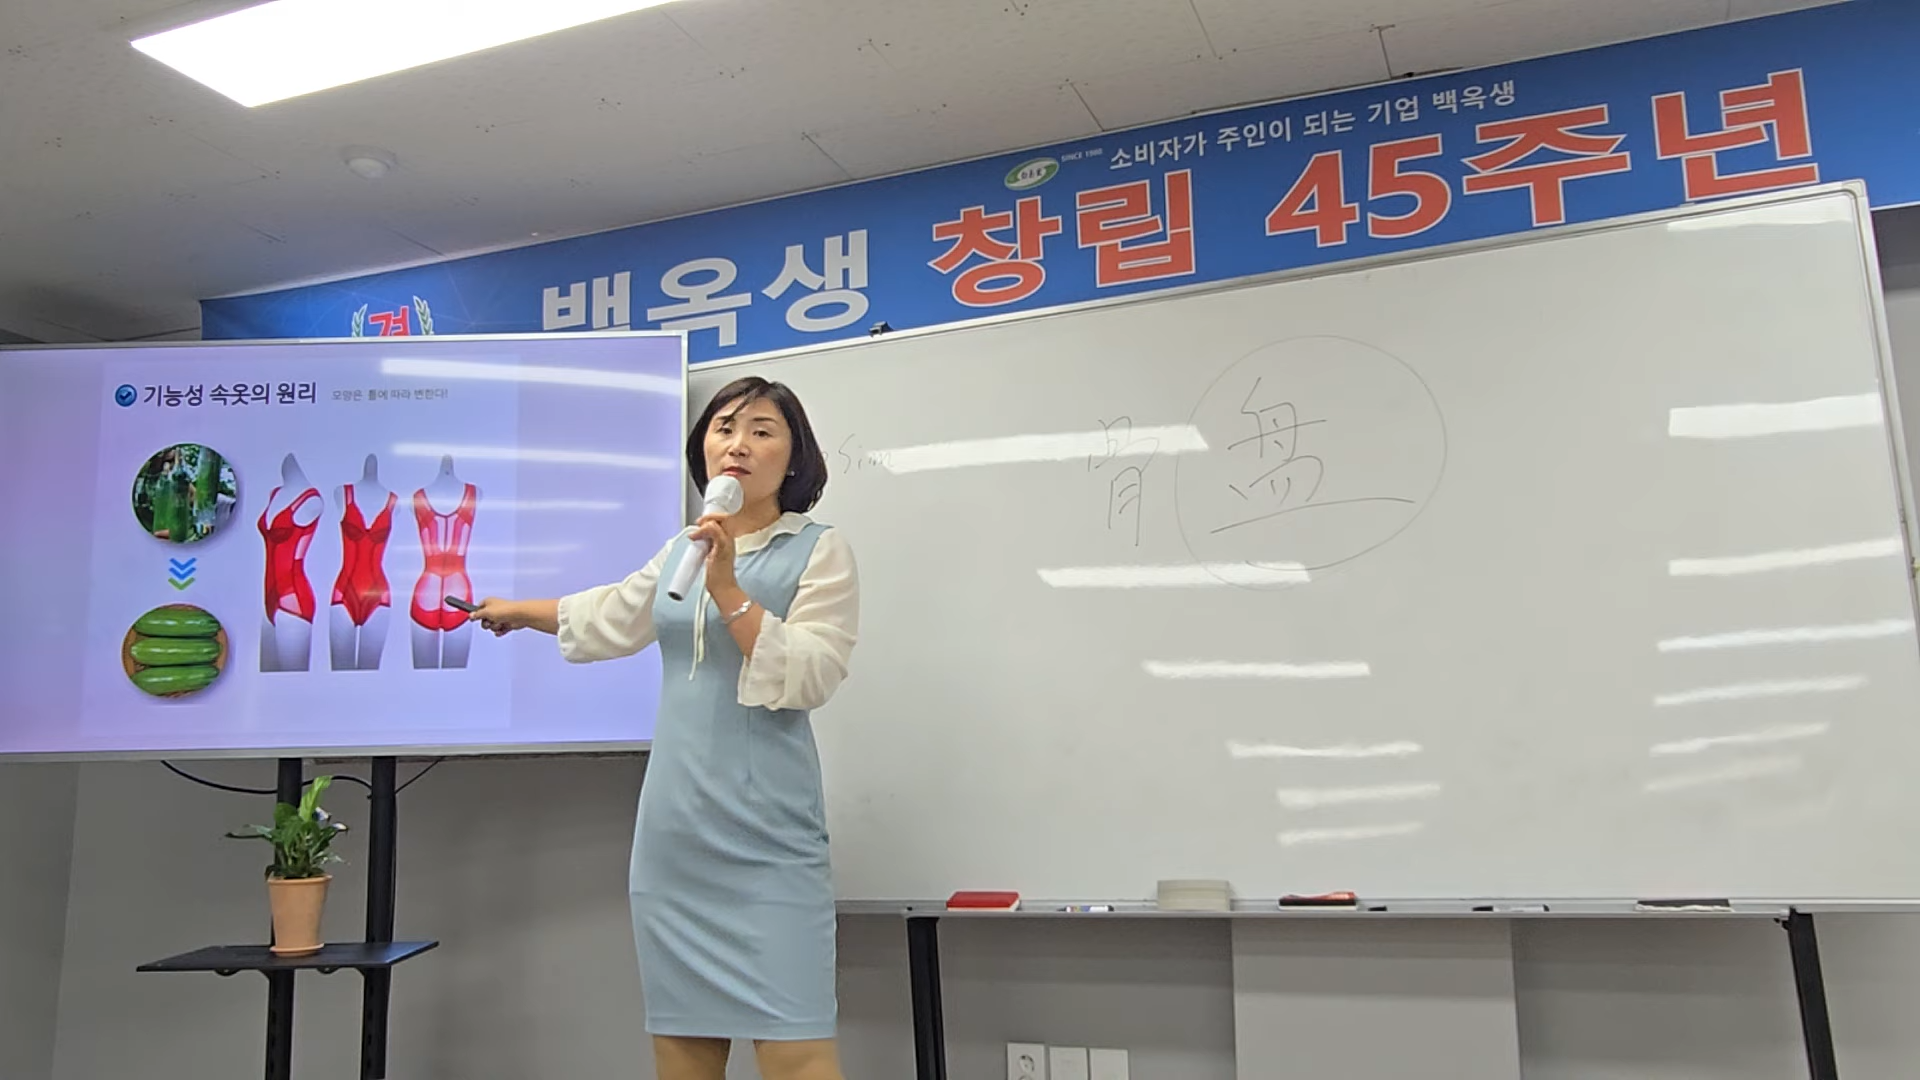 SINCE 1980 소비자가 주인이 되는 기업 백옥생
경
백옥생 창립 45주년
기능성 속옷의 원리 모양은 틀에 따라 변한다!
骨盘